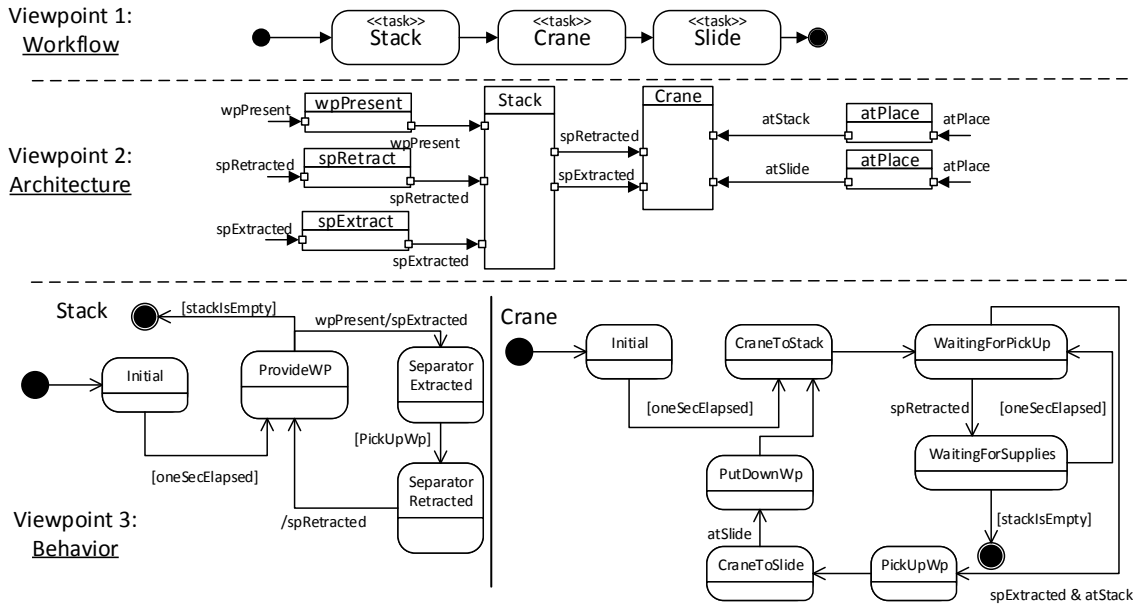 Viewpoint 1:
Workflow
<<task>>
Stack
<<task>>
Crane
<<task>>
Slide
Viewpoint 2:
Architecture
wpPresent
wpPresent
wpPresent
spRetracted
spRetract
spRetracted
spExtracted
spExtract
spExtracted
Stack
spRetracted
spExtracted
Crane
atStack
atPlace
atPlace
atSlide
atPlace
atPlace
Viewpoint 3:
Behavior
Stack
[stackIsEmpty]
wpPresent/spExtracted
Initial
ProvideWP
Separator
Extracted
[oneSecElapsed]
[PickUpWp]
Separator
Retracted
/spRetracted
Crane
Initial
CraneToStack
WaitingForPickUp
[oneSecElapsed]
spRetracted
[oneSecElapsed]
WaitingForSupplies
PutDownWp
[stackIsEmpty]
atSlide
CraneToSlide
PickUpWp
spExtracted & atStack